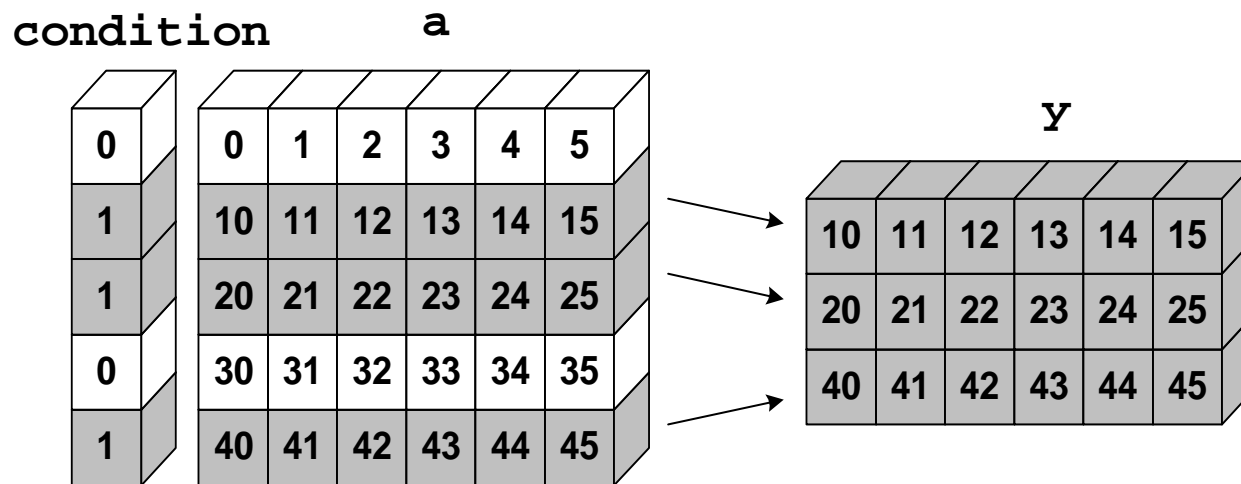 condition a
y
0 0 1 2 3 4 5
1 10 11 12 13 14 15
10 11 12 13 14 15
1 20 21 22 23 24 25
20 21 22 23 24 25
0 30 31 32 33 34 35
40 41 42 43 44 45
1 40 41 42 43 44 45